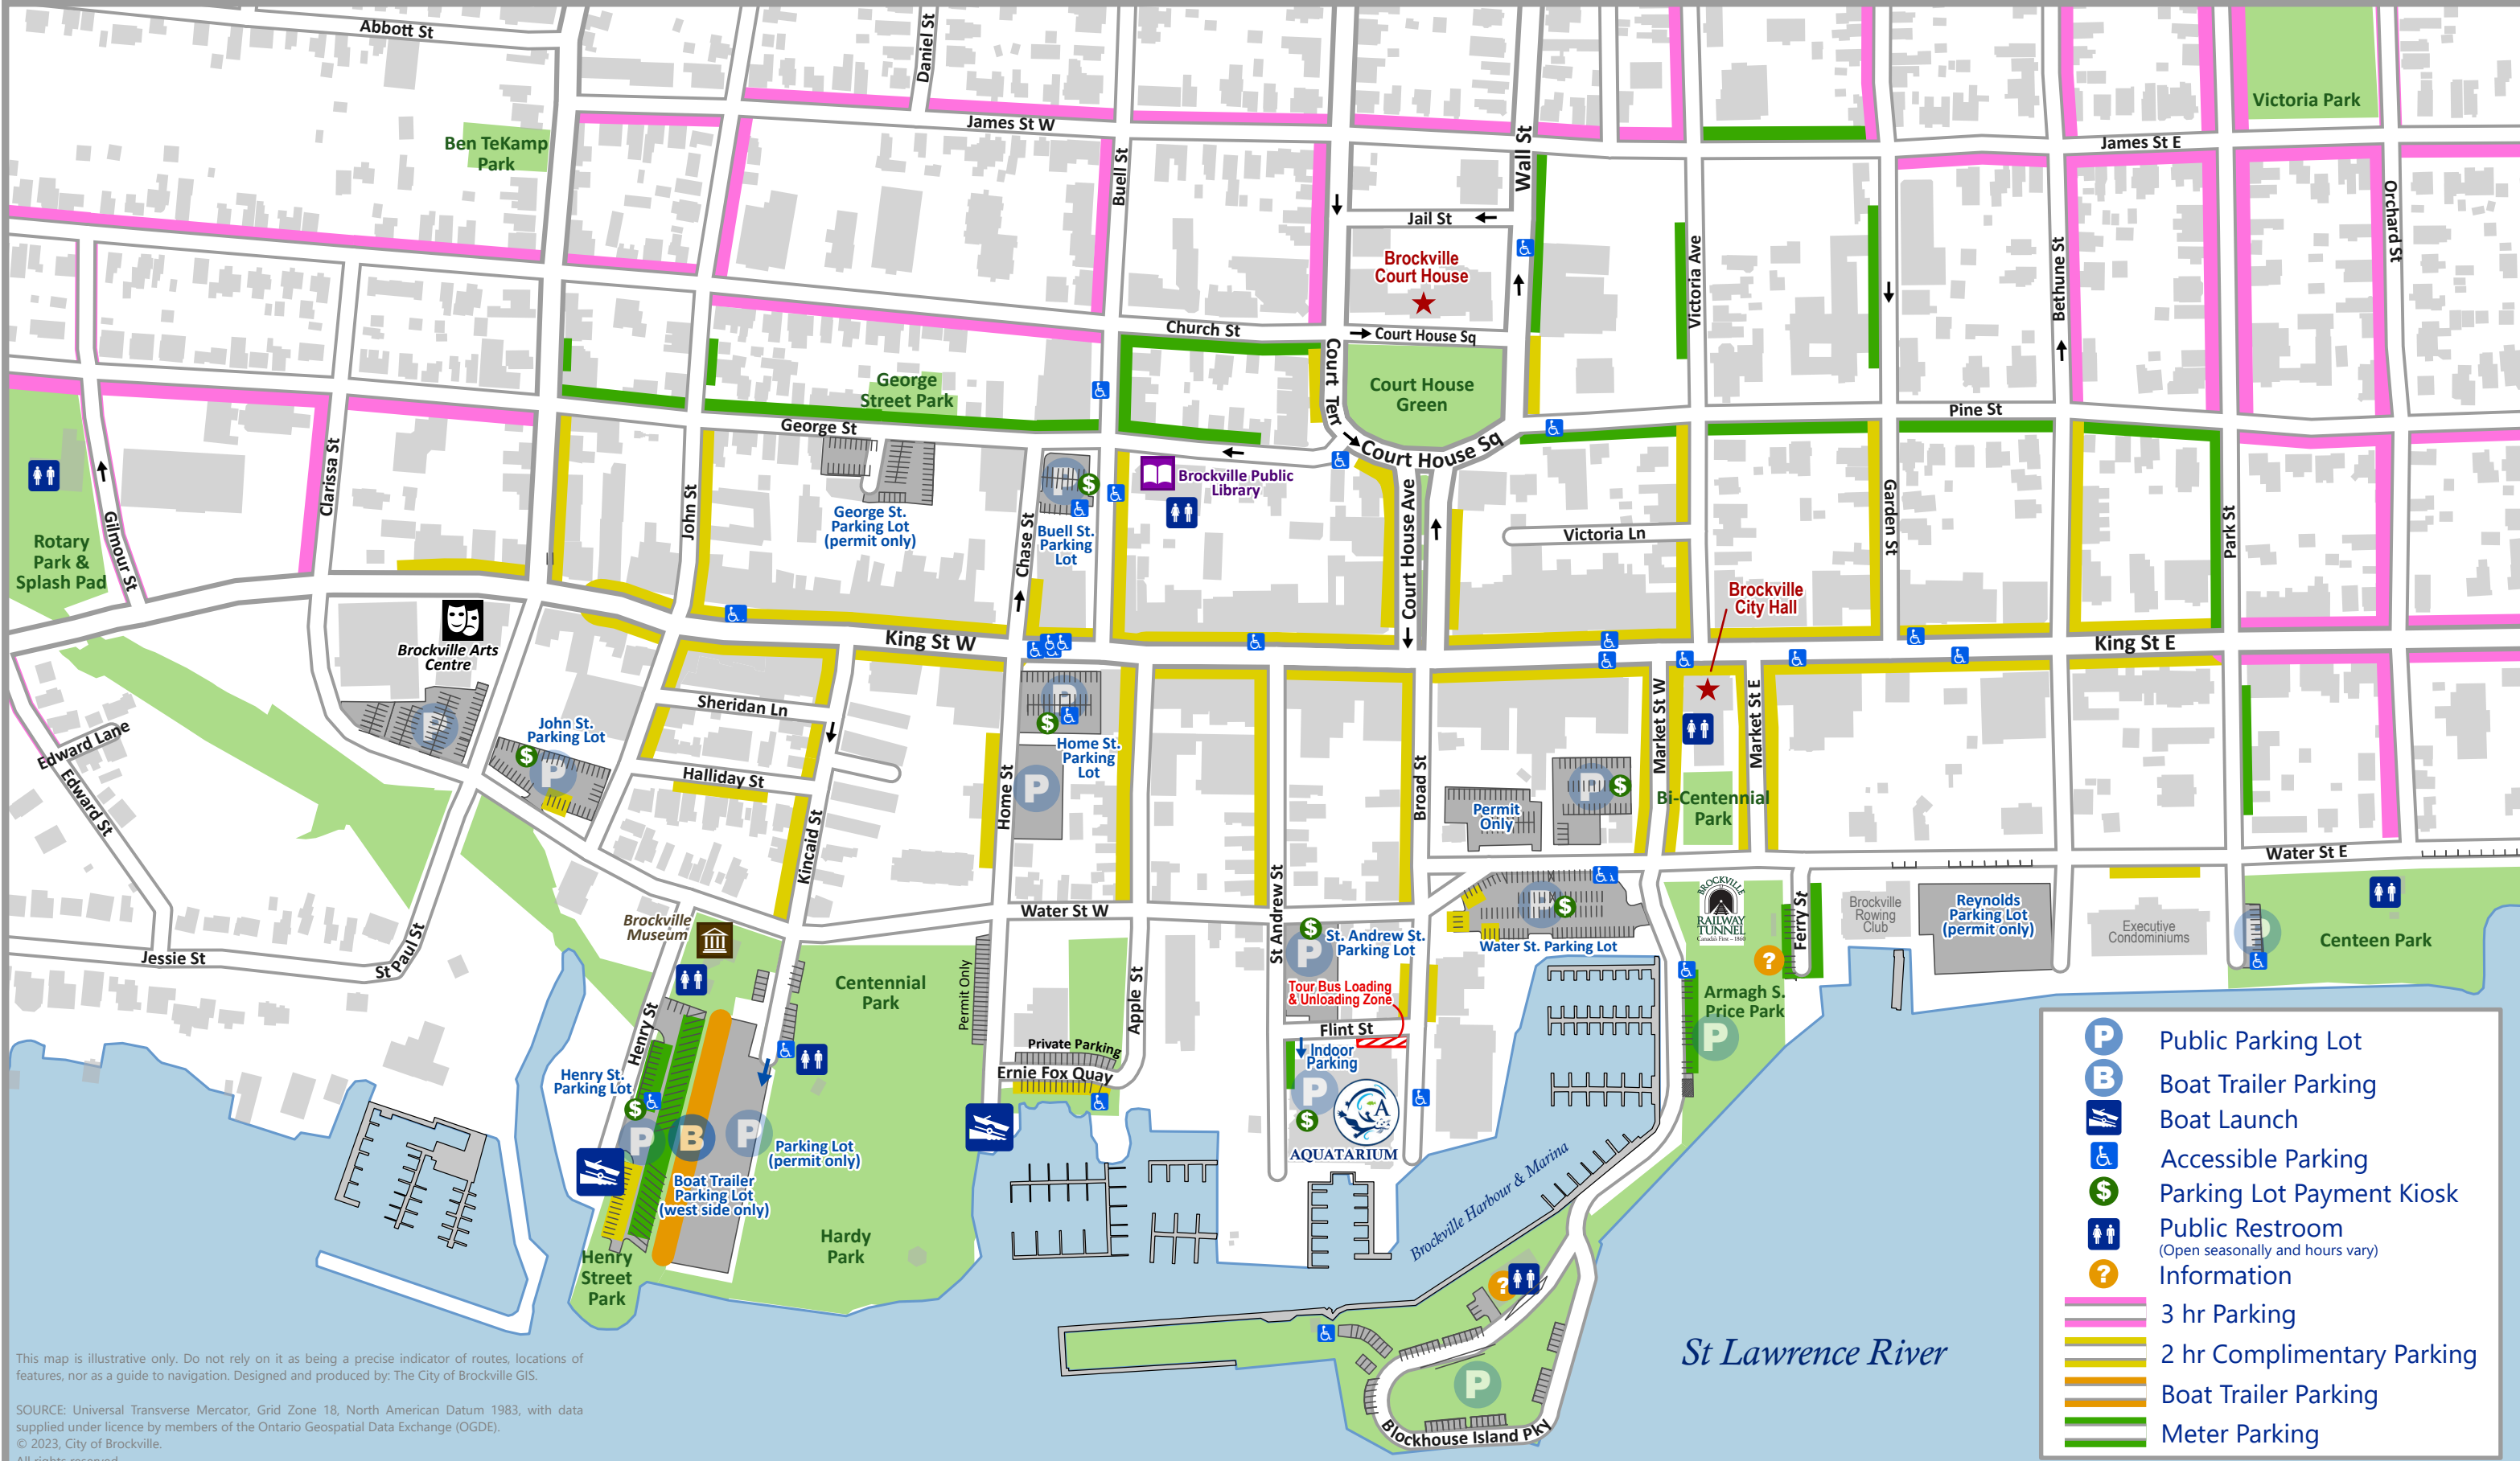 Abbott St
Daniel St
Ben TeKamp
Park
James St W
Buell St
Wall St
Victoria Park
James St E
Jail St
Orchard St
Brockville
Court House
Victoria Ave
Bethune St
Church St
Court House Sq
Court Terr
Court House
Green
George
Street Park
Pine St
George St
Court House Sq
Clarissa St
John St
George St.
Parking Lot
(permit only)
Chase St
P
$
Buell St.
Parking
Lot
Brockville Public
Library
Court House Ave
Victoria Ln
Garden St
Park St
Rotary
Park &
Splash Pad
Gilmour St
Brockville
City Hall
Brockville Arts
Centre
King St W
King St E
Sheridan Ln
Halliday St
John St.
Parking Lot
$
P
P
Edward Lane
Edward St
Kincaid St
Home St
P
$
Home St.
Parking
Lot
P
Broad St
Permit
Only
P
$
Market St W
Market St E
Bi-Centennial
Park
Water St E
Water St W
St Andrew St
Brockville
Museum
Jessie St
St Paul St
Centennial
Park
Permit Only
Apple St
$
P
St. Andrew St.
Parking Lot
P
$
Water St. Parking Lot
BROCKVILLE
RAILWAY
TUNNEL
Canada's First - 1860
Ferry St
?
Brockville
Rowing
Club
Reynolds
Parking Lot
(permit only)
Executive
Condominiums
P
Centeen Park
Tour Bus Loading
& Unloading Zone
Flint St
Armagh S.
Price Park
P
Henry St
Private Parking
Ernie Fox Quay
Indoor
Parking
P
$
A
AQUATARIUM
Henry St.
Parking Lot
$
P
B
P
Parking Lot
(permit only)
Boat Trailer
Parking Lot
(west side only)
Hardy
Park
Henry
Street
Park
Brockville Harbour & Marina
?
P
Blockhouse Island Pky
St Lawrence River
P Public Parking Lot
B Boat Trailer Parking
Boat Launch
Accessible Parking
$ Parking Lot Payment Kiosk
Public Restroom
(Open seasonally and hours vary)
? Information
3 hr Parking
2 hr Complimentary Parking
Boat Trailer Parking
Meter Parking
This map is illustrative only. Do not rely on it as being a precise indicator of routes, locations of
features, nor as a guide to navigation. Designed and produced by: The City of Brockville GIS.
SOURCE: Universal Transverse Mercator, Grid Zone 18, North American Datum 1983, with data
supplied under licence by members of the Ontario Geospatial Data Exchange (OGDE).
© 2023, City of Brockville.
All rights reserved